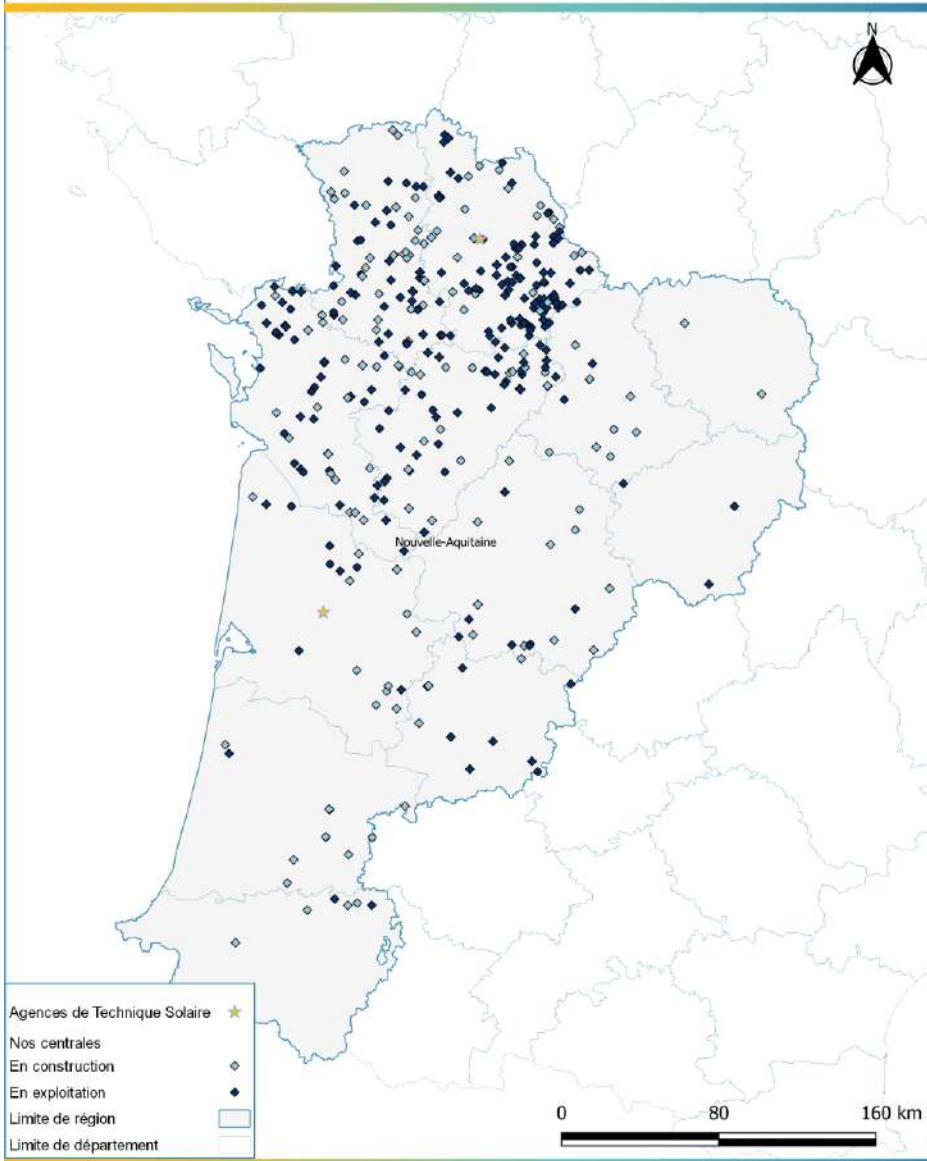 N
Nouvelle-Aquitaine
Agences de Technique Solaire
Nos centrales
En construction
En exploitation
Limite de région
Limite de département
0 80 160 km